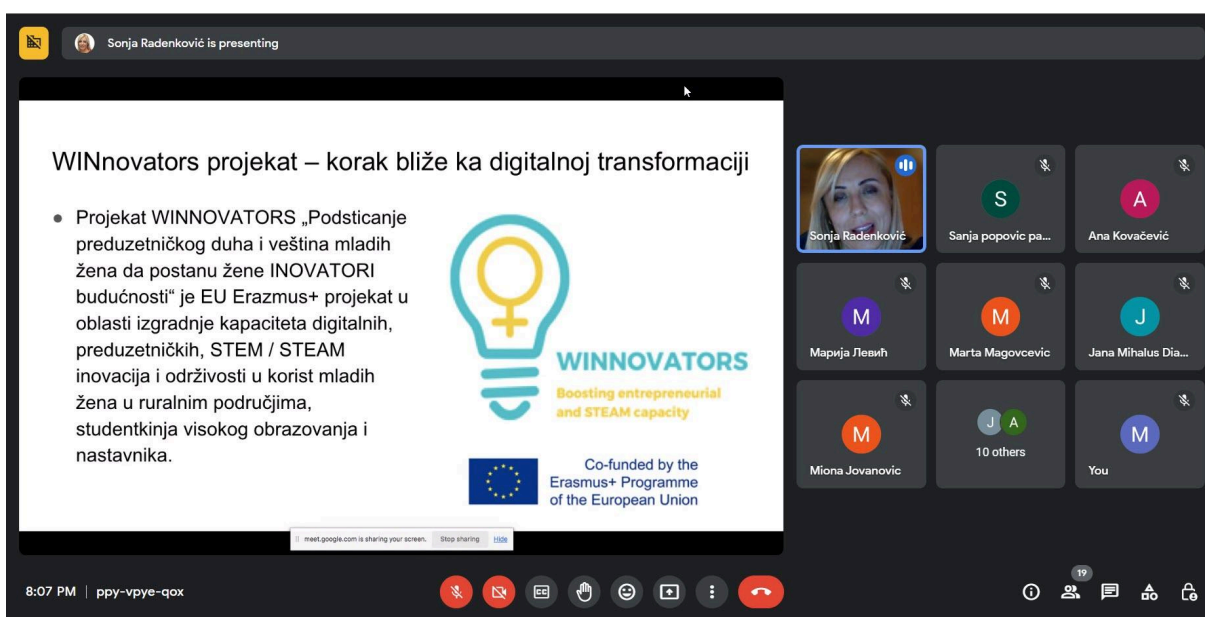 Sonja Radenković is presenting
WINnovators projekat – korak bliže ka digitalnoj transformaciji
● Projekat WINNOVATORS „Podsticanje
preduzetničkog duha i veština mladih
žena da postanu žene INOVATORI
budućnosti“ je EU Erazmus+ projekat u
oblasti izgradnje kapaciteta digitalnih,
preduzetničkih, STEM / STEAM
inovacija i održivosti u korist mladih
žena u ruralnim područjima,
studentkinja visokog obrazovanja i
nastavnika.
WINNOVATORS
Boosting entrepreneurial
and STEAM capacity
Co-funded by the
Erasmus+ Programme
of the European Union
meet.google.com is sharing your screen. Stop sharing Hide
Sonja Radenković
S
Sanja popovic pa...
A
Ana Kovačević
M
Марија Левић
M
Marta Magovcevic
J
Jana Mihalus Dia...
M
Miona Jovanovic
J A
10 others
M
You
8:07 PM | ppy-vpye-qox
CC
19